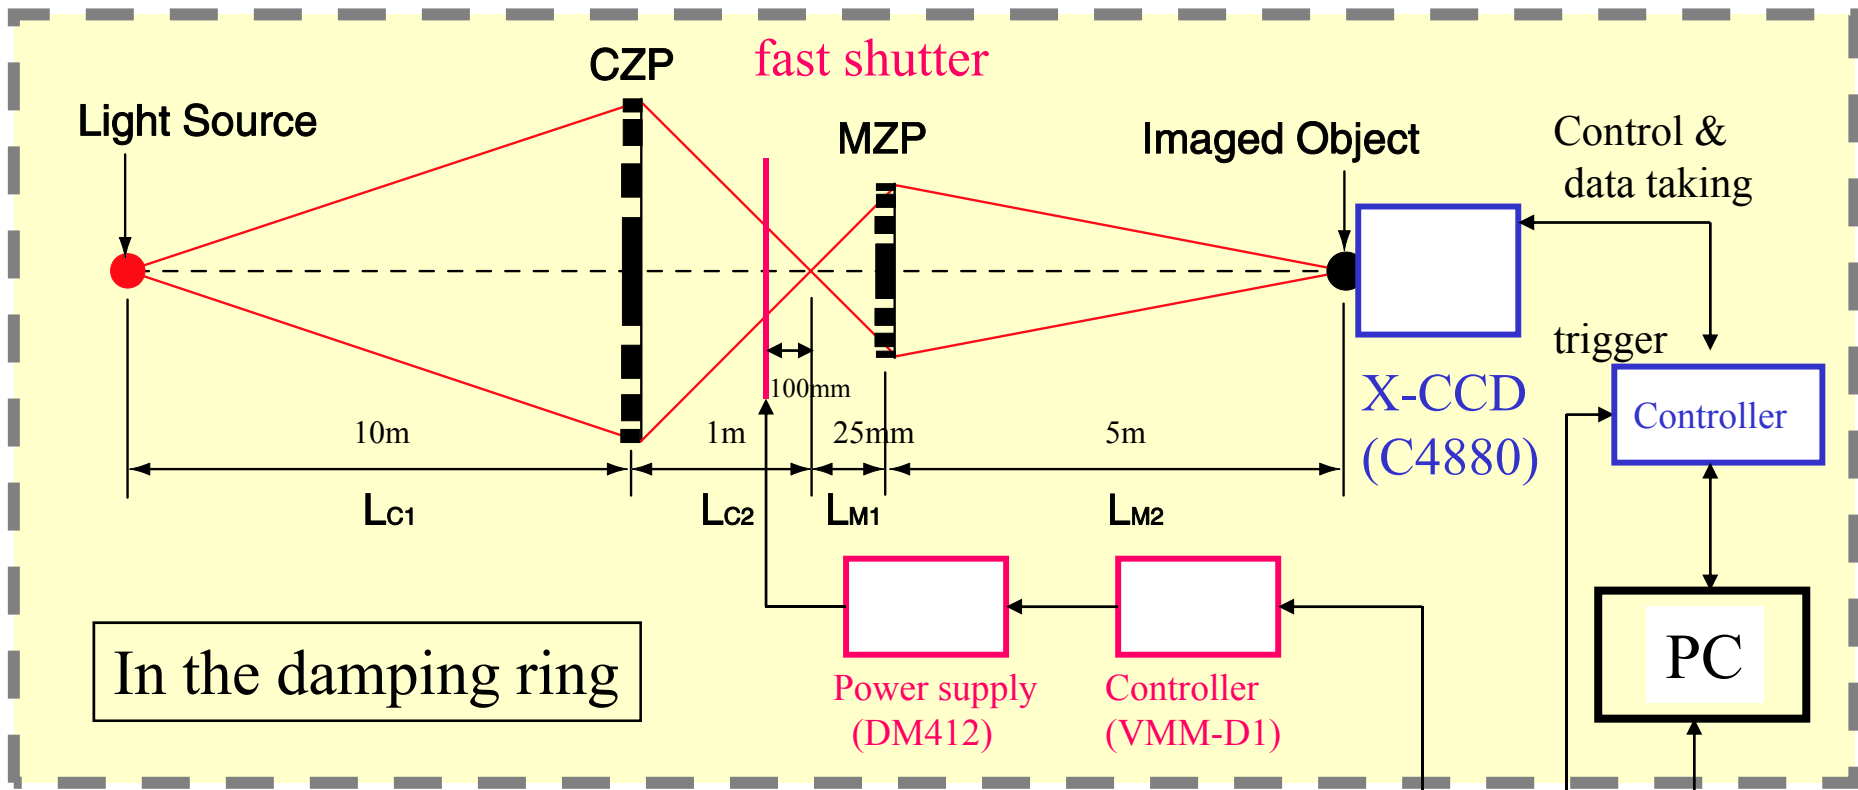 CZP
fast shutter
Light Source
MZP
Imaged Object
Control &
data taking
trigger
100mm
X-CCD
(C4880)
Controller
10m
1m
25mm
5m
LC1
LC2
LM1
LM2
In the damping ring
Power supply
(DM412)
Controller
(VMM-D1)
PC